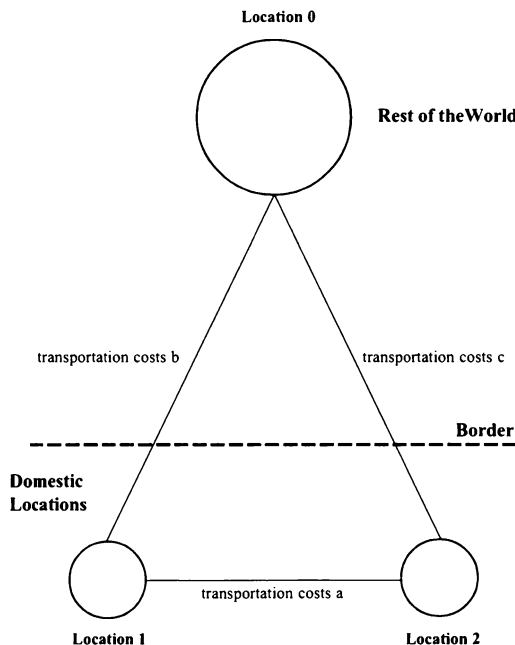 Location 0
Rest of theWorld
transportation costs b
transportation costs c
Border
Domestic
Locations
transportation costs a
Location 1
Location 2